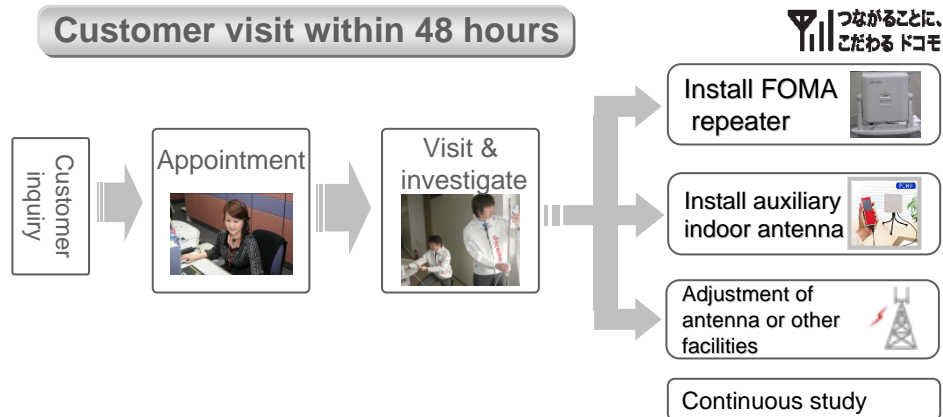 Customer visit within 48 hours
つながることに、
こだわる ドコモ
Customer
inquiry
Appointment
Visit &
investigate
docomo
Install FOMA
repeater
Install auxiliary
indoor antenna
FOMA
Adjustment of
antenna or other
facilities
Continuous study